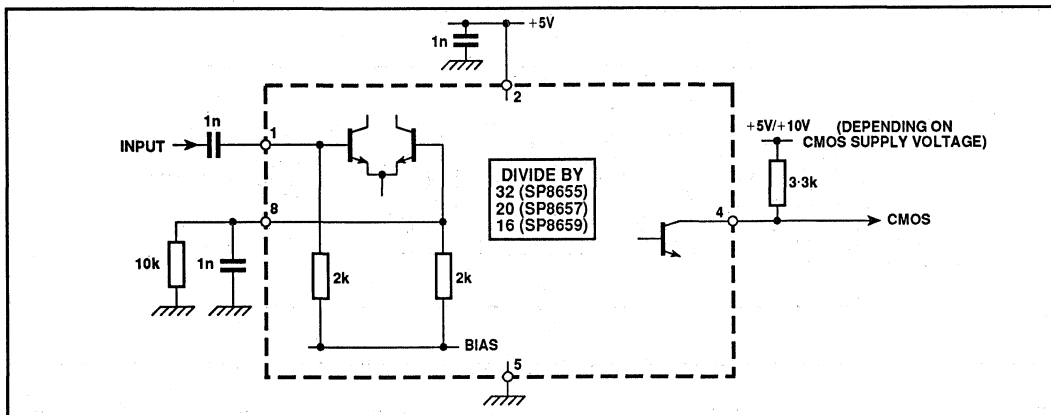 +5V
1n
2
1n
INPUT
1
+5V/+10V
(DEPENDING ON
CMOS SUPPLY VOLTAGE)
DIVIDE BY
32 (SP8655)
20 (SP8657)
16 (SP8659)
3·3k
8
4
CMOS
10k
1n
2k
2k
BIAS
5